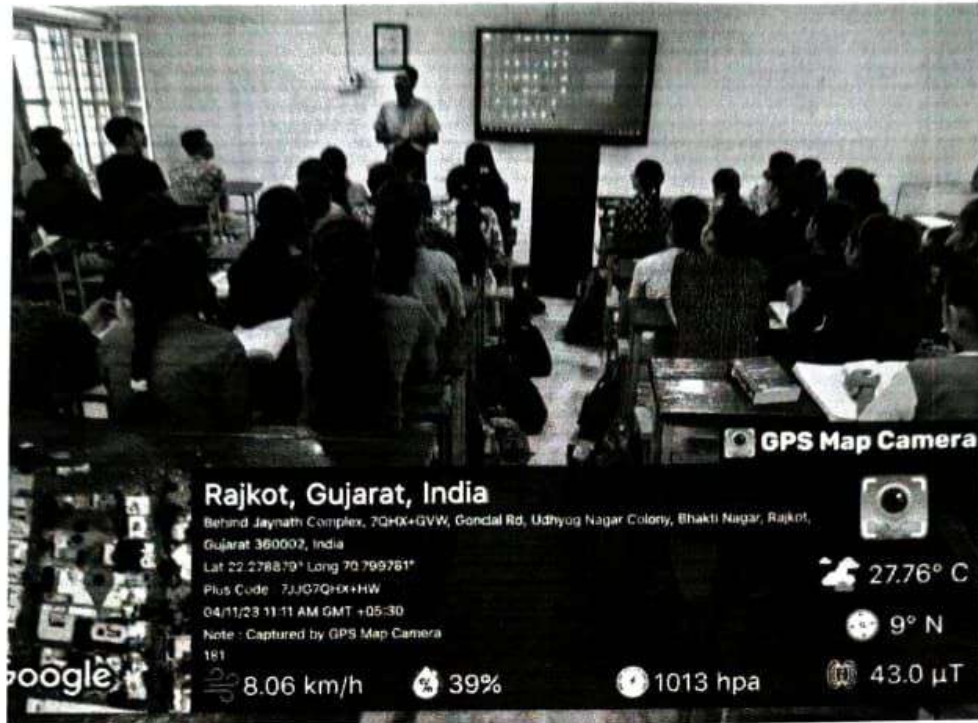 GPS Map Camera
Rajkot, Gujarat, India
Behind Jaynath Complex, 7QHX+GVW, Gondal Rd, Udhyog Nagar Colony, Bhakti Nagar, Rajkot,
Gujarat 360002, India
Lat 22.278879° Long 70.799781°
Plus Code : 7JJG7QHX+HW
04/11/23 11:11 AM GMT +05:30
Note : Captured by GPS Map Camera
181
Google
27.76° C
9° N
8.06 km/h
39%
1013 hpa
43.0 µT